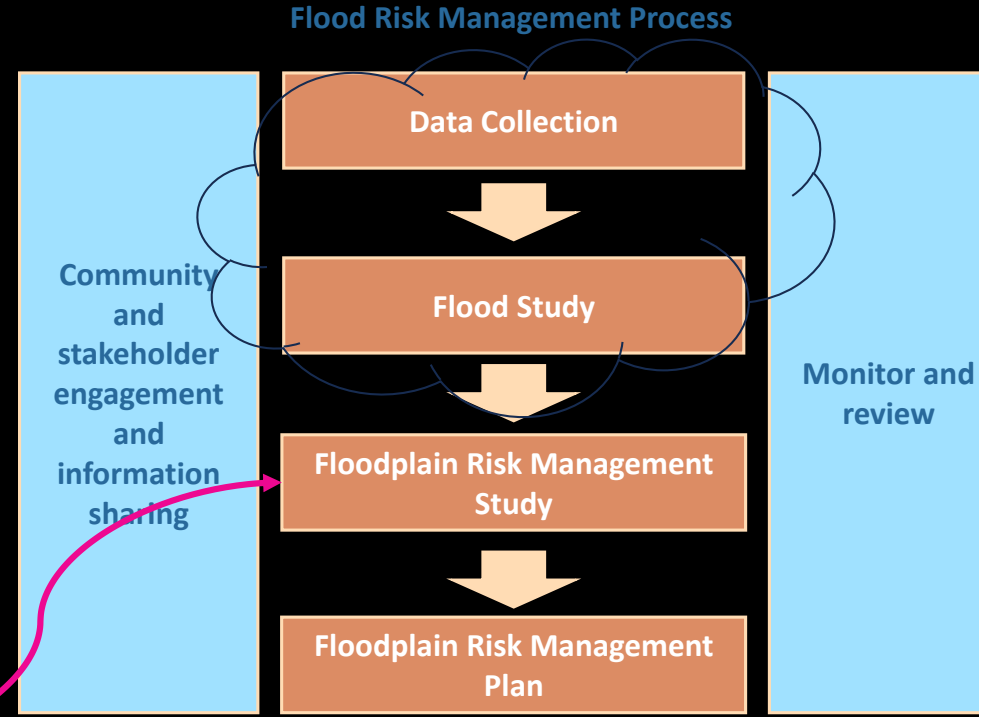 Flood Risk Management Process
Data Collection
Flood Study
Community
and
stakeholder
engagement
and
information
sharing
Monitor and
review
Floodplain Risk Management
Study
Floodplain Risk Management
Plan